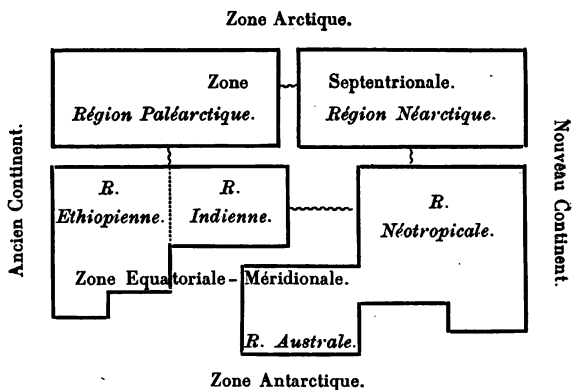 Zone Arctique.
Zone Septentrionale.
Région Paléarctique. Région Néarctique.
Ancien Continent.
Nouveau Continent.
R. Ethiopienne.
R. Indienne.
R. Néotropicale.
Zone Equatoriale-Méridionale.
R. Australe.
Zone Antarctique.